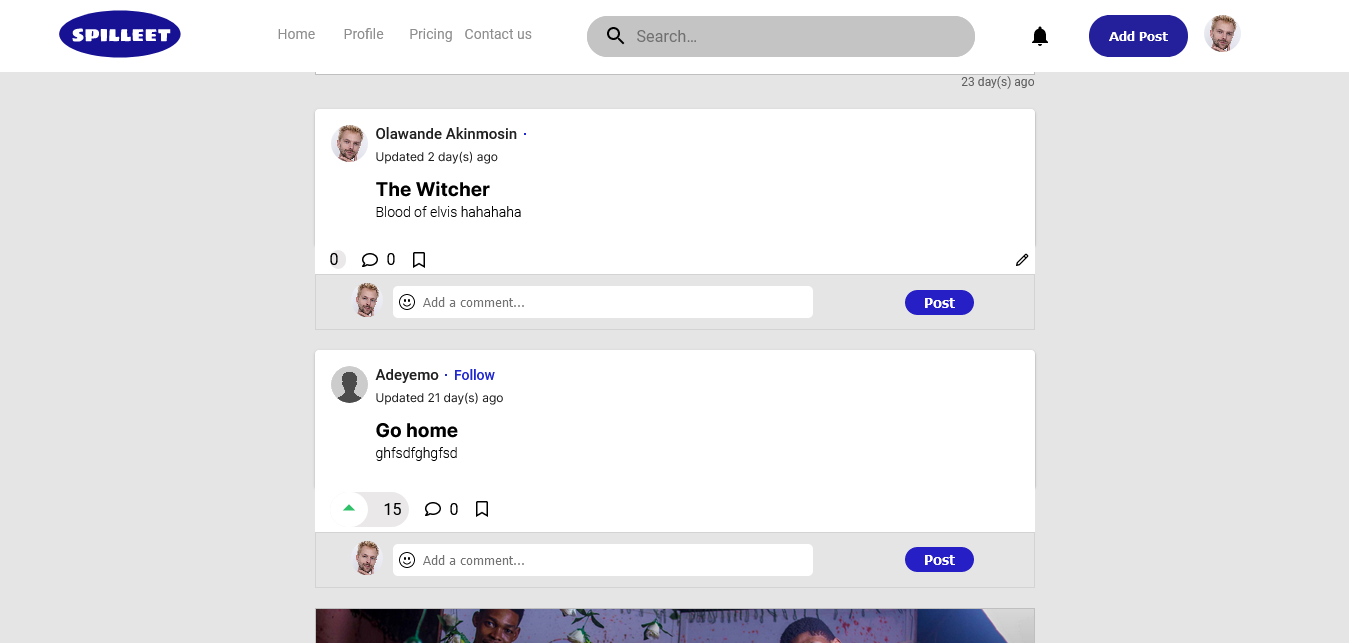 SPILLEET Home Profile Pricing Contact us Search... Add Post
23 day(s) ago
Olawande Akinmosin ·
Updated 2 day(s) ago
The Witcher
Blood of elvis hahahaha
0 0
Add a comment... Post
Adeyemo · Follow
Updated 21 day(s) ago
Go home
ghfsdfghgfsd
15 0
Add a comment... Post